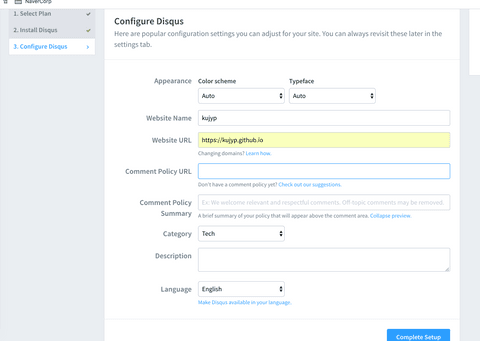 NaverCorp
1. Select Plan
2. Install Disqus
3. Configure Disqus
Configure Disqus
Here are popular configuration settings you can adjust for your site. You can always revisit these later in the
settings tab.
Appearance
Color scheme
Typeface
Auto
Auto
Website Name
kujyp
Website URL
https://kujyp.github.io
Changing domains? Learn how.
Comment Policy URL
Don't have a comment policy yet? Check out our suggestions.
Comment Policy
Summary
Ex: We welcome relevant and respectful comments. Off-topic comments may be removed.
A brief summary of your policy that will appear above the comment area. Collapse preview.
Category
Tech
Description
Language
English
Make Disqus available in your language.
Complete Setup